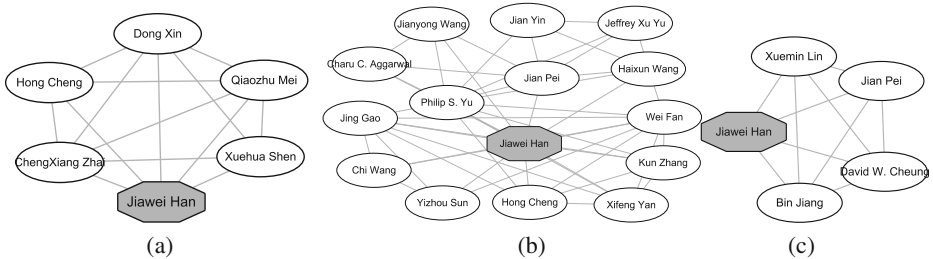 Dong Xin
Hong Cheng
Qiaozhu Mei
ChengXiang Zhai
Xuehua Shen
Jiawei Han
(a)
Jianyong Wang
Jian Yin
Jeffrey Xu Yu
Charu C. Aggarwal
Jian Pei
Haixun Wang
Philip S. Yu
Jing Gao
Wei Fan
Jiawei Han
Chi Wang
Kun Zhang
Yizhou Sun
Hong Cheng
Xifeng Yan
(b)
Xuemin Lin
Jian Pei
Jiawei Han
David W. Cheung
Bin Jiang
(c)